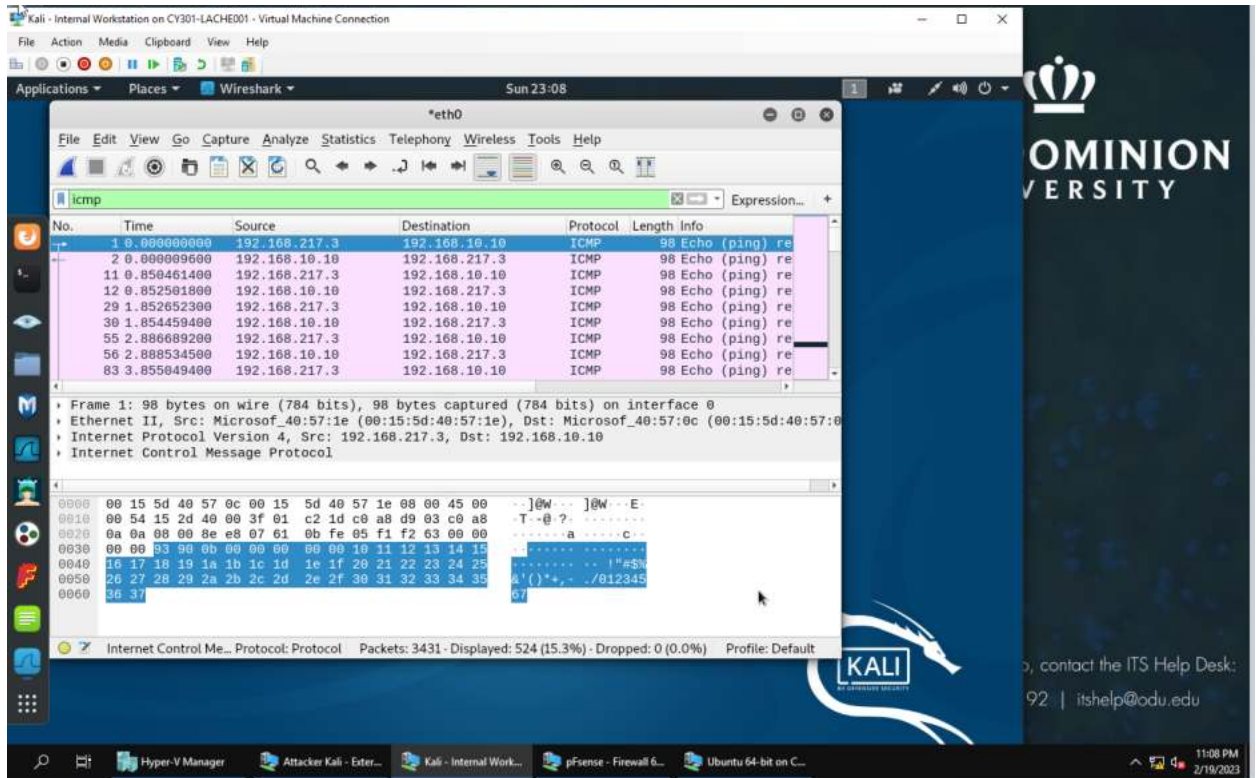 Kali - Internal Workstation on CY301-LACHE001 - Virtual Machine Connection
File Action Media Clipboard View Help
Applications Places Wireshark Sun 23:08 1
*eth0
File Edit View Go Capture Analyze Statistics Telephony Wireless Tools Help
icmp Expression... +
No. Time Source Destination Protocol Length Info
1 0.000000000 192.168.217.3 192.168.10.10 ICMP 98 Echo (ping) re
2 0.000009600 192.168.10.10 192.168.217.3 ICMP 98 Echo (ping) re
11 0.850461400 192.168.217.3 192.168.10.10 ICMP 98 Echo (ping) re
12 0.852501800 192.168.10.10 192.168.217.3 ICMP 98 Echo (ping) re
29 1.852652300 192.168.217.3 192.168.10.10 ICMP 98 Echo (ping) re
30 1.854459400 192.168.10.10 192.168.217.3 ICMP 98 Echo (ping) re
55 2.886689200 192.168.217.3 192.168.10.10 ICMP 98 Echo (ping) re
56 2.888534500 192.168.10.10 192.168.217.3 ICMP 98 Echo (ping) re
83 3.855049400 192.168.217.3 192.168.10.10 ICMP 98 Echo (ping) re
Frame 1: 98 bytes on wire (784 bits), 98 bytes captured (784 bits) on interface 0
Ethernet II, Src: Microsof_40:57:1e (00:15:5d:40:57:1e), Dst: Microsof_40:57:0c (00:15:5d:40:57:0
Internet Protocol Version 4, Src: 192.168.217.3, Dst: 192.168.10.10
Internet Control Message Protocol
0000 00 15 5d 40 57 0c 00 15 5d 40 57 1e 08 00 45 00 ··]@W··· ]@W···E·
0010 00 54 15 2d 40 00 3f 01 c2 1d c0 a8 d9 03 c0 a8 ·T·-@·?· ········
0020 0a 0a 08 00 8e e8 07 61 0b fe 05 f1 f2 63 00 00 ·······a ·····c··
0030 00 00 93 90 0b 00 00 00 00 00 10 11 12 13 14 15 ········ ········
0040 16 17 18 19 1a 1b 1c 1d 1e 1f 20 21 22 23 24 25 ········ ·· !"#$%
0050 26 27 28 29 2a 2b 2c 2d 2e 2f 30 31 32 33 34 35 &'()*+,- ./012345
0060 36 37 67
Internet Control Me... Protocol: Protocol Packets: 3431 · Displayed: 524 (15.3%) · Dropped: 0 (0.0%) Profile: Default
OMINION
VERSITY
KALI
, contact the ITS Help Desk:
92 | itshelp@odu.edu
Hyper-V Manager Attacker Kali - Exter... Kali - Internal Work... pFsense - Firewall 6... Ubuntu 64-bit on C... 11:08 PM
2/19/2023